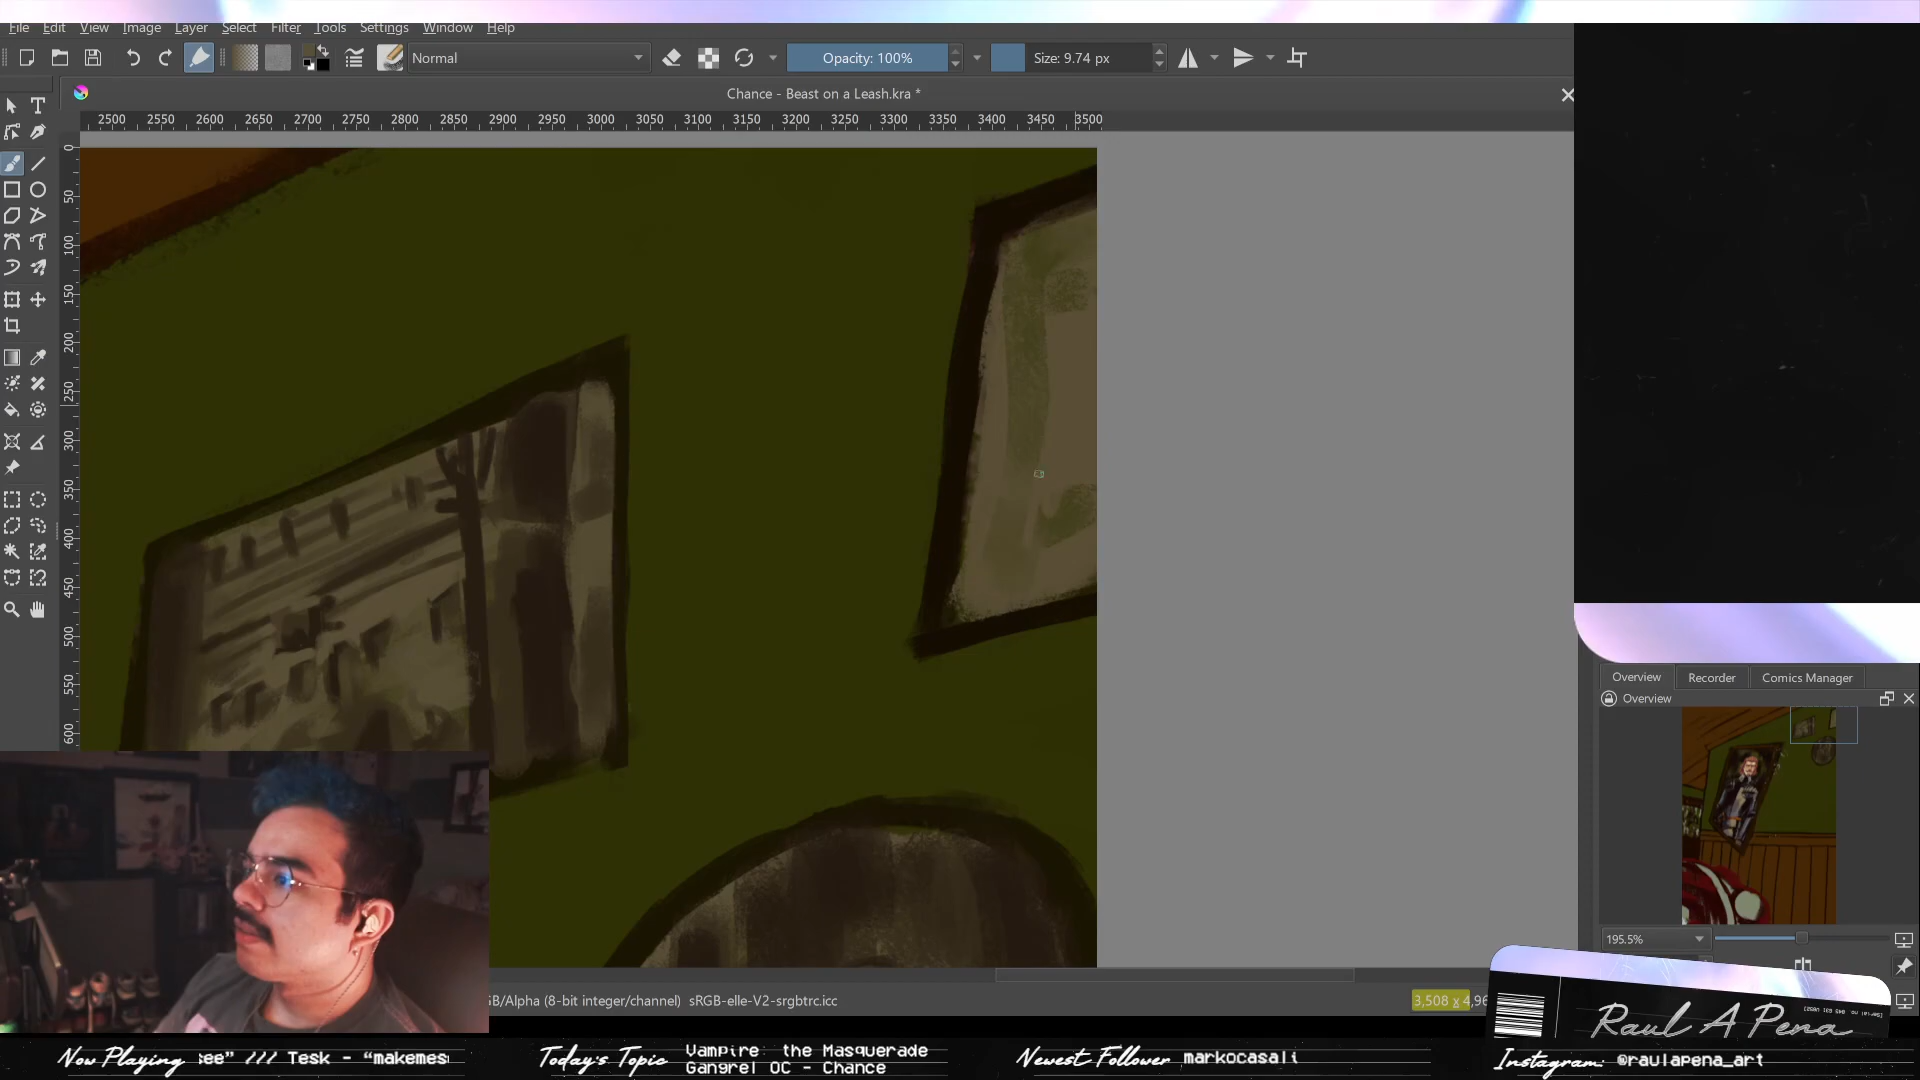 File Edit View Image Layer Select Filter Tools Settings Window Help
Normal
Opacity: 100%
Size: 9.74 px
Chance - Beast on a Leash.kra *
2500 2550 2600 2650 2700 2750 2800 2850 2900 2950 3000 3050 3100 3150 3200 3250 3300 3350 3400 3450 3500
0
50
100
150
200
250
300
350
400
450
500
550
600
Overview Recorder Comics Manager
Overview
195.5%
GB/Alpha (8-bit integer/channel) sRGB-elle-V2-srgbtrc.icc
3,508 x 4,96
Raul A Pena
Now Playing see” /// Tesk - “makemes
Today's Topic Vampire: the Masquerade
Gangrel OC - Chance
Newest Follower markocasali
Instagram: @raulapena_art